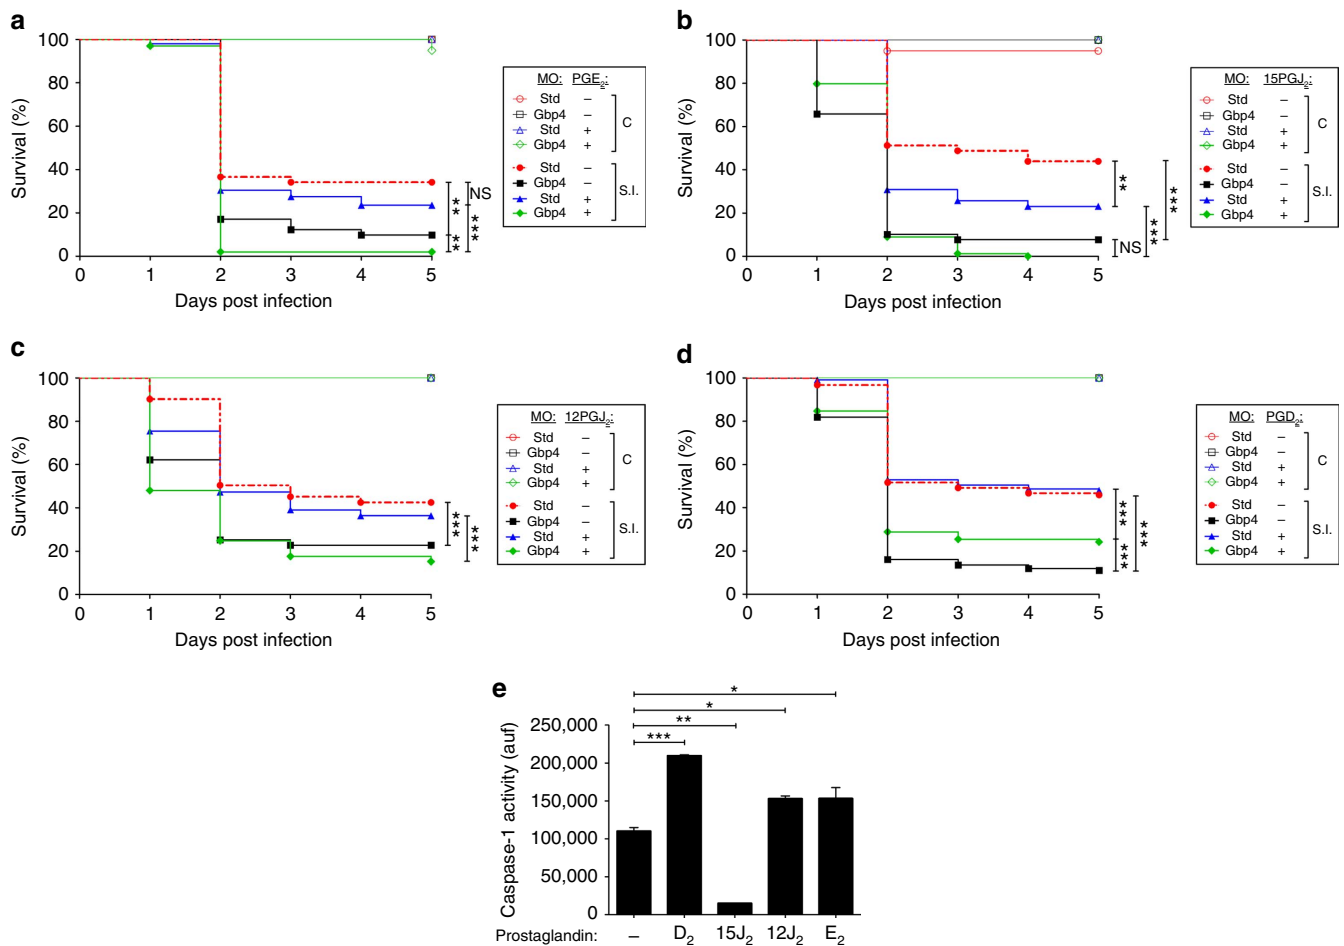 a
100
80
60
40
20
0
Survival (%)
0 1 2 3 4 5
Days post infection
NS
**
***
**
MO: PGE2:
Std –
Gbp4 –
Std +
Gbp4 +
C
Std –
Gbp4 –
Std +
Gbp4 +
S.I.
b
100
80
60
40
20
0
Survival (%)
0 1 2 3 4 5
Days post infection
**
***
***
NS
MO: 15PGJ2:
Std –
Gbp4 –
Std +
Gbp4 +
C
Std –
Gbp4 –
Std +
Gbp4 +
S.I.
c
100
80
60
40
20
0
Survival (%)
0 1 2 3 4 5
Days post infection
***
***
MO: 12PGJ2:
Std –
Gbp4 –
Std +
Gbp4 +
C
Std –
Gbp4 –
Std +
Gbp4 +
S.I.
d
100
80
60
40
20
0
Survival (%)
0 1 2 3 4 5
Days post infection
***
***
***
MO: PGD2:
Std –
Gbp4 –
Std +
Gbp4 +
C
Std –
Gbp4 –
Std +
Gbp4 +
S.I.
e
*
*
**
***
250,000
200,000
150,000
100,000
50,000
0
Caspase-1 activity (auf)
Prostaglandin: – D2 15J2 12J2 E2